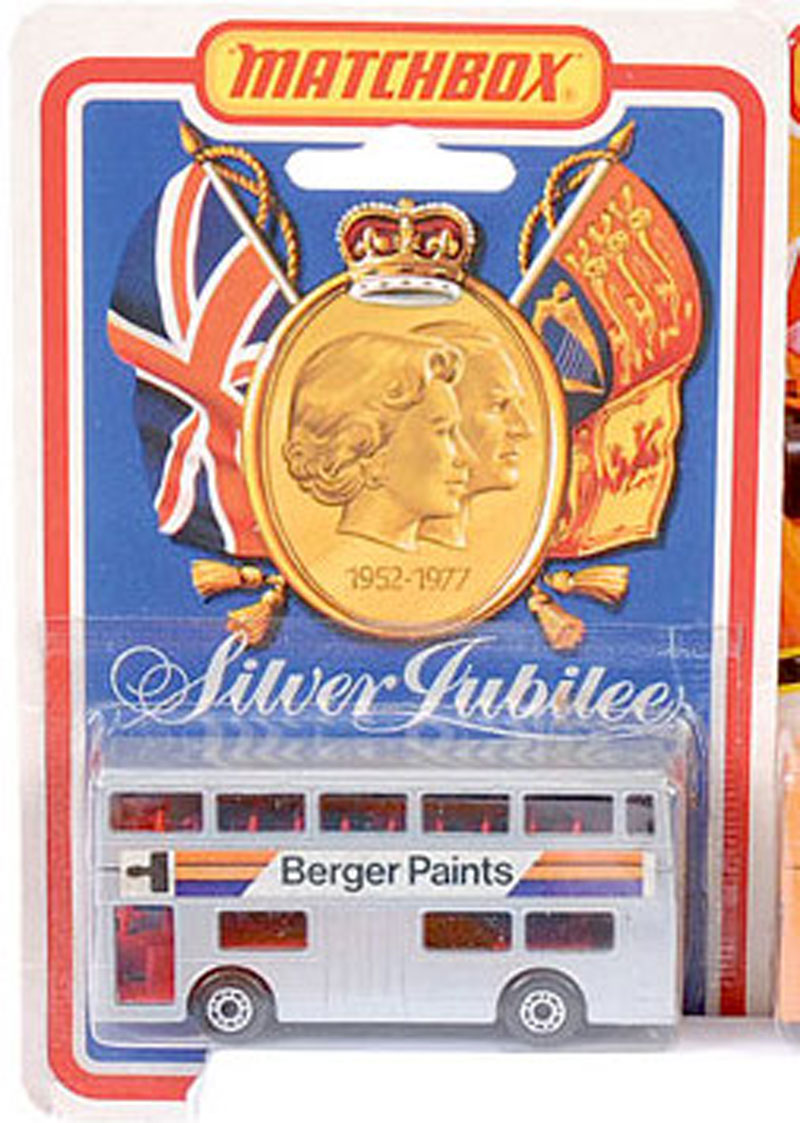 MATCHBOX®
1952-1977
Silver Jubilee
Berger Paints